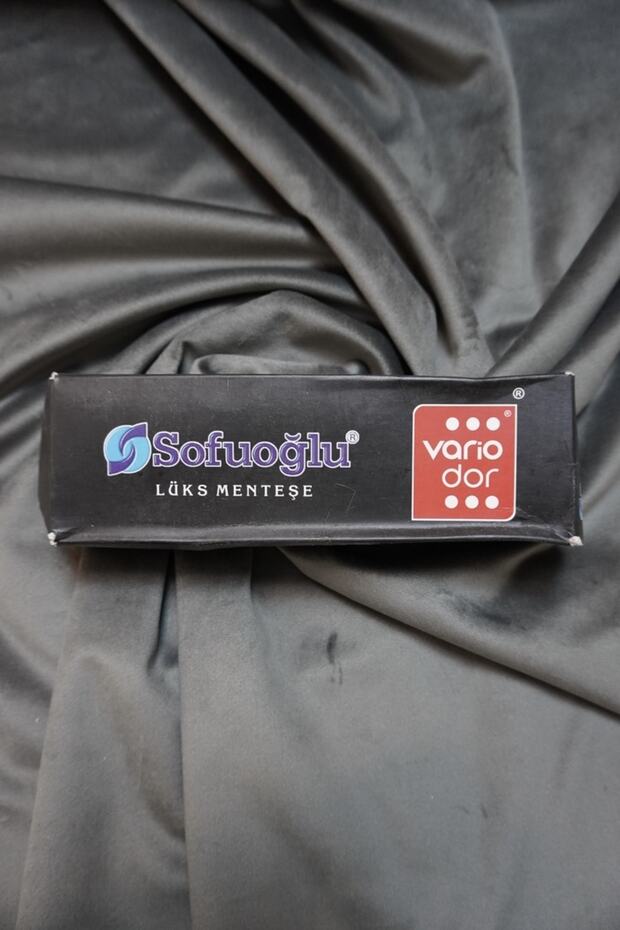 Sofuoğlu®
LÜKS MENTEŞE
vario®
dor
®